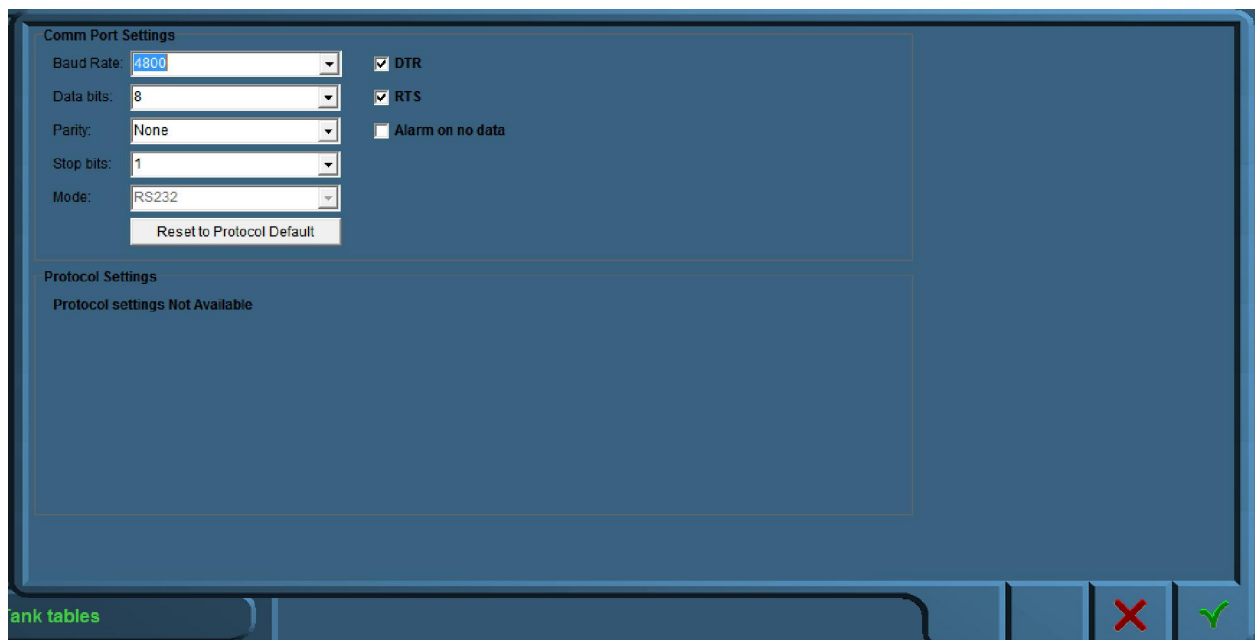 Comm Port Settings
Baud Rate: 4800
DTR
Data bits: 8
RTS
Parity: None
Alarm on no data
Stop bits: 1
Mode: RS232
Reset to Protocol Default
Protocol Settings
Protocol settings Not Available
ank tables